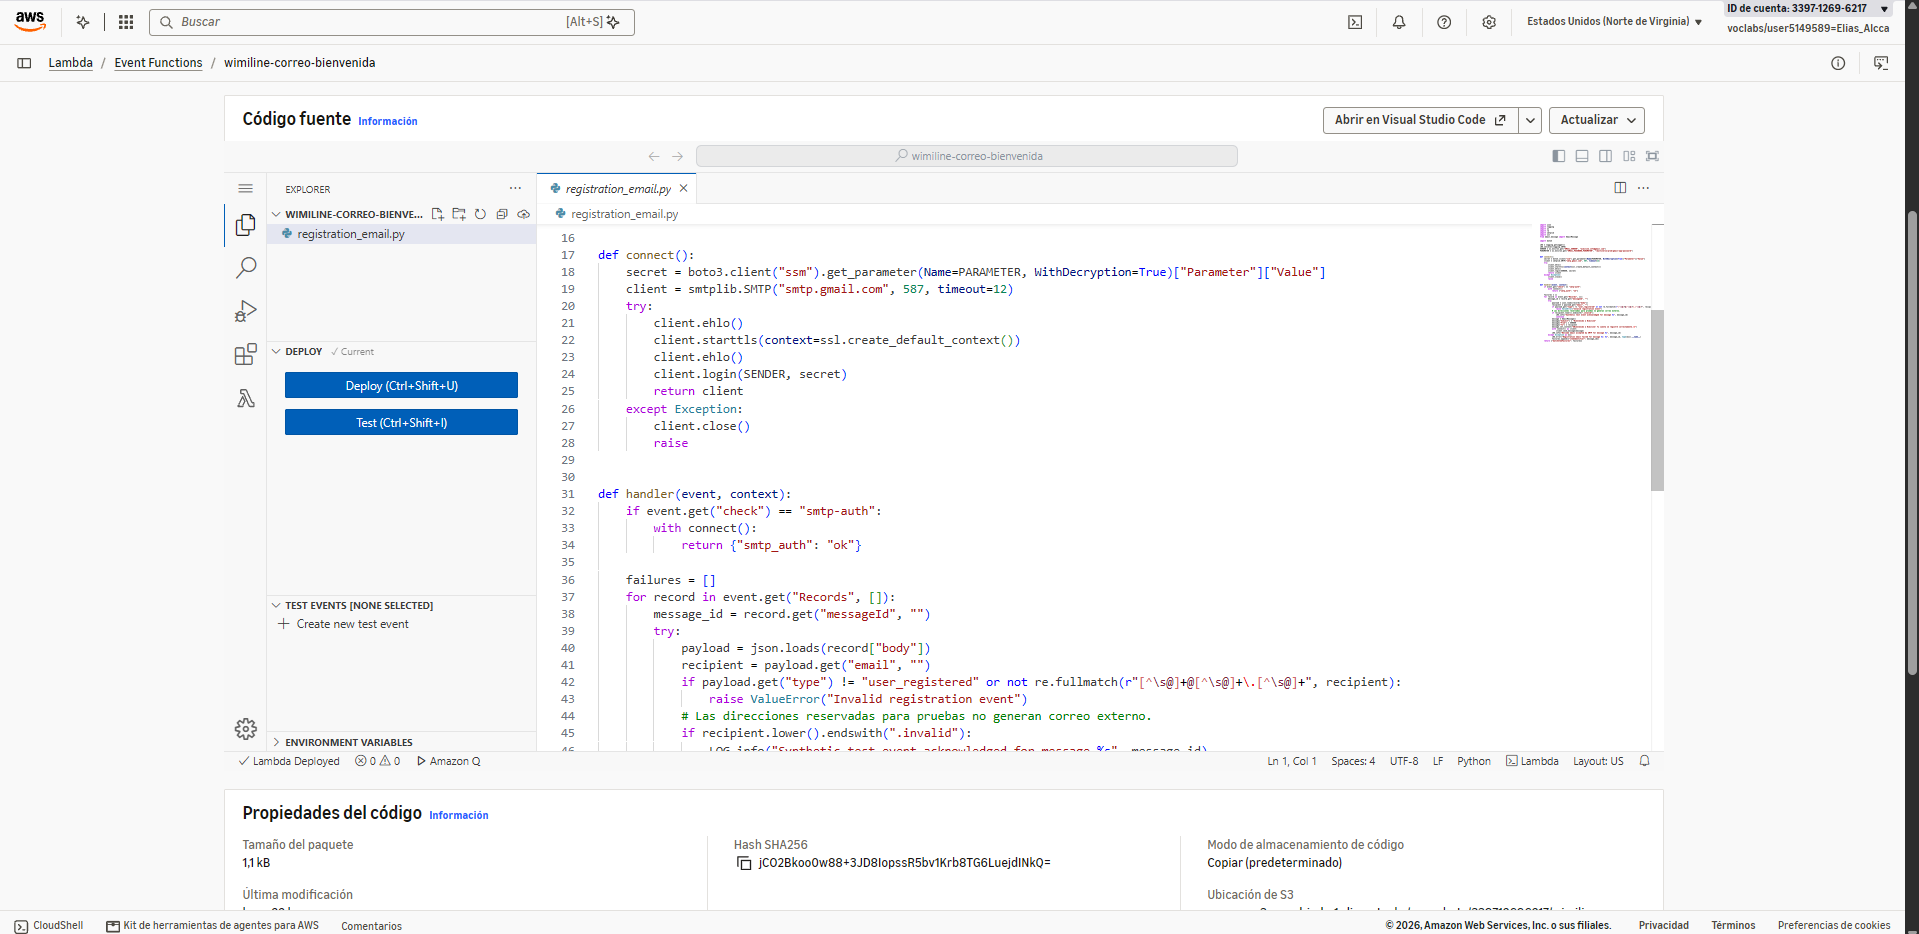 aws
Buscar
[Alt+S]
Estados Unidos (Norte de Virginia)
ID de cuenta: 3397-1269-6217
voclabs/user5149589=Elias_Alcca
Lambda / Event Functions / wimiline-correo-bienvenida
Código fuente Información
Abrir en Visual Studio Code
Actualizar
wimiline-correo-bienvenida
EXPLORER
WIMILINE-CORREO-BIENVE...
registration_email.py
DEPLOY Current
Deploy (Ctrl+Shift+U)
Test (Ctrl+Shift+I)
TEST EVENTS [NONE SELECTED]
Create new test event
ENVIRONMENT VARIABLES
registration_email.py
registration_email.py
16
17 def connect():
18     secret = boto3.client("ssm").get_parameter(Name=PARAMETER, WithDecryption=True)["Parameter"]["Value"]
19     client = smtplib.SMTP("smtp.gmail.com", 587, timeout=12)
20     try:
21         client.ehlo()
22         client.starttls(context=ssl.create_default_context())
23         client.ehlo()
24         client.login(SENDER, secret)
25         return client
26     except Exception:
27         client.close()
28         raise
29
30
31 def handler(event, context):
32     if event.get("check") == "smtp-auth":
33         with connect():
34             return {"smtp_auth": "ok"}
35
36     failures = []
37     for record in event.get("Records", []):
38         message_id = record.get("messageId", "")
39         try:
40             payload = json.loads(record["body"])
41             recipient = payload.get("email", "")
42             if payload.get("type") != "user_registered" or not re.fullmatch(r"[^\s@]+@[^\s@]+\.[^\s@]+", recipient):
43                 raise ValueError("Invalid registration event")
44             # Las direcciones reservadas para pruebas no generan correo externo.
45             if recipient.lower().endswith(".invalid"):
46                 LOG.info("Synthetic test event acknowledged for message %s", message_id)
Lambda Deployed 0 0 Amazon Q
Ln 1, Col 1 Spaces: 4 UTF-8 LF Python Lambda Layout: US
Propiedades del código Información
Tamaño del paquete
1,1 kB
Hash SHA256
Modo de almacenamiento de código
Copiar (predeterminado)
Última modificación
Ubicación de S3
CloudShell
Kit de herramientas de agentes para AWS
Comentarios
© 2026, Amazon Web Services, Inc. o sus filiales.
Privacidad
Términos
Preferencias de cookies